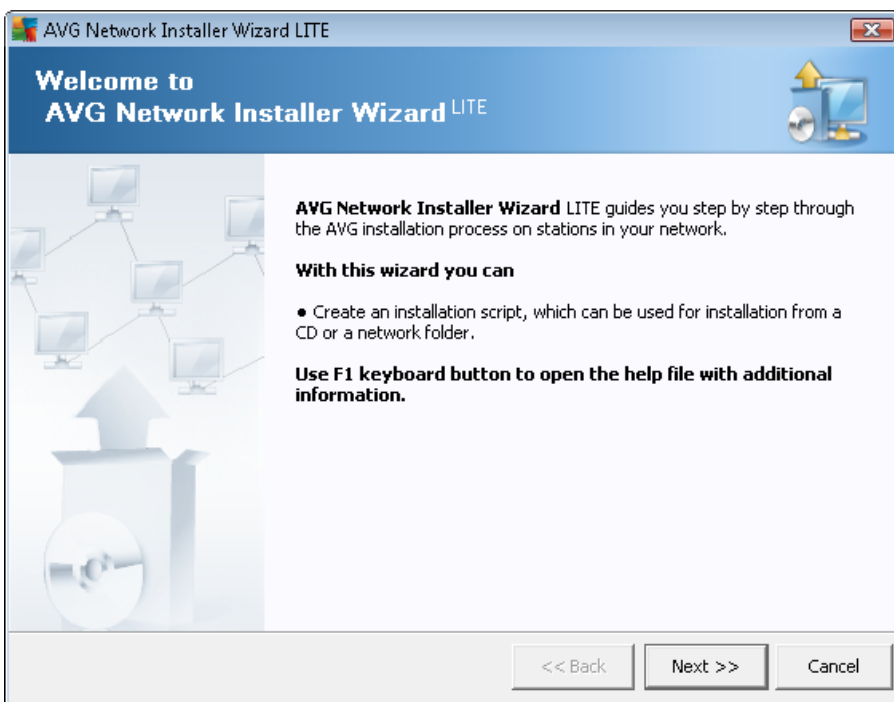 AVG Network Installer Wizard LITE
Welcome to
AVG Network Installer Wizard LITE
AVG Network Installer Wizard LITE guides you step by step through
the AVG installation process on stations in your network.
With this wizard you can
● Create an installation script, which can be used for installation from a
CD or a network folder.
Use F1 keyboard button to open the help file with additional
information.
<< Back
Next >>
Cancel